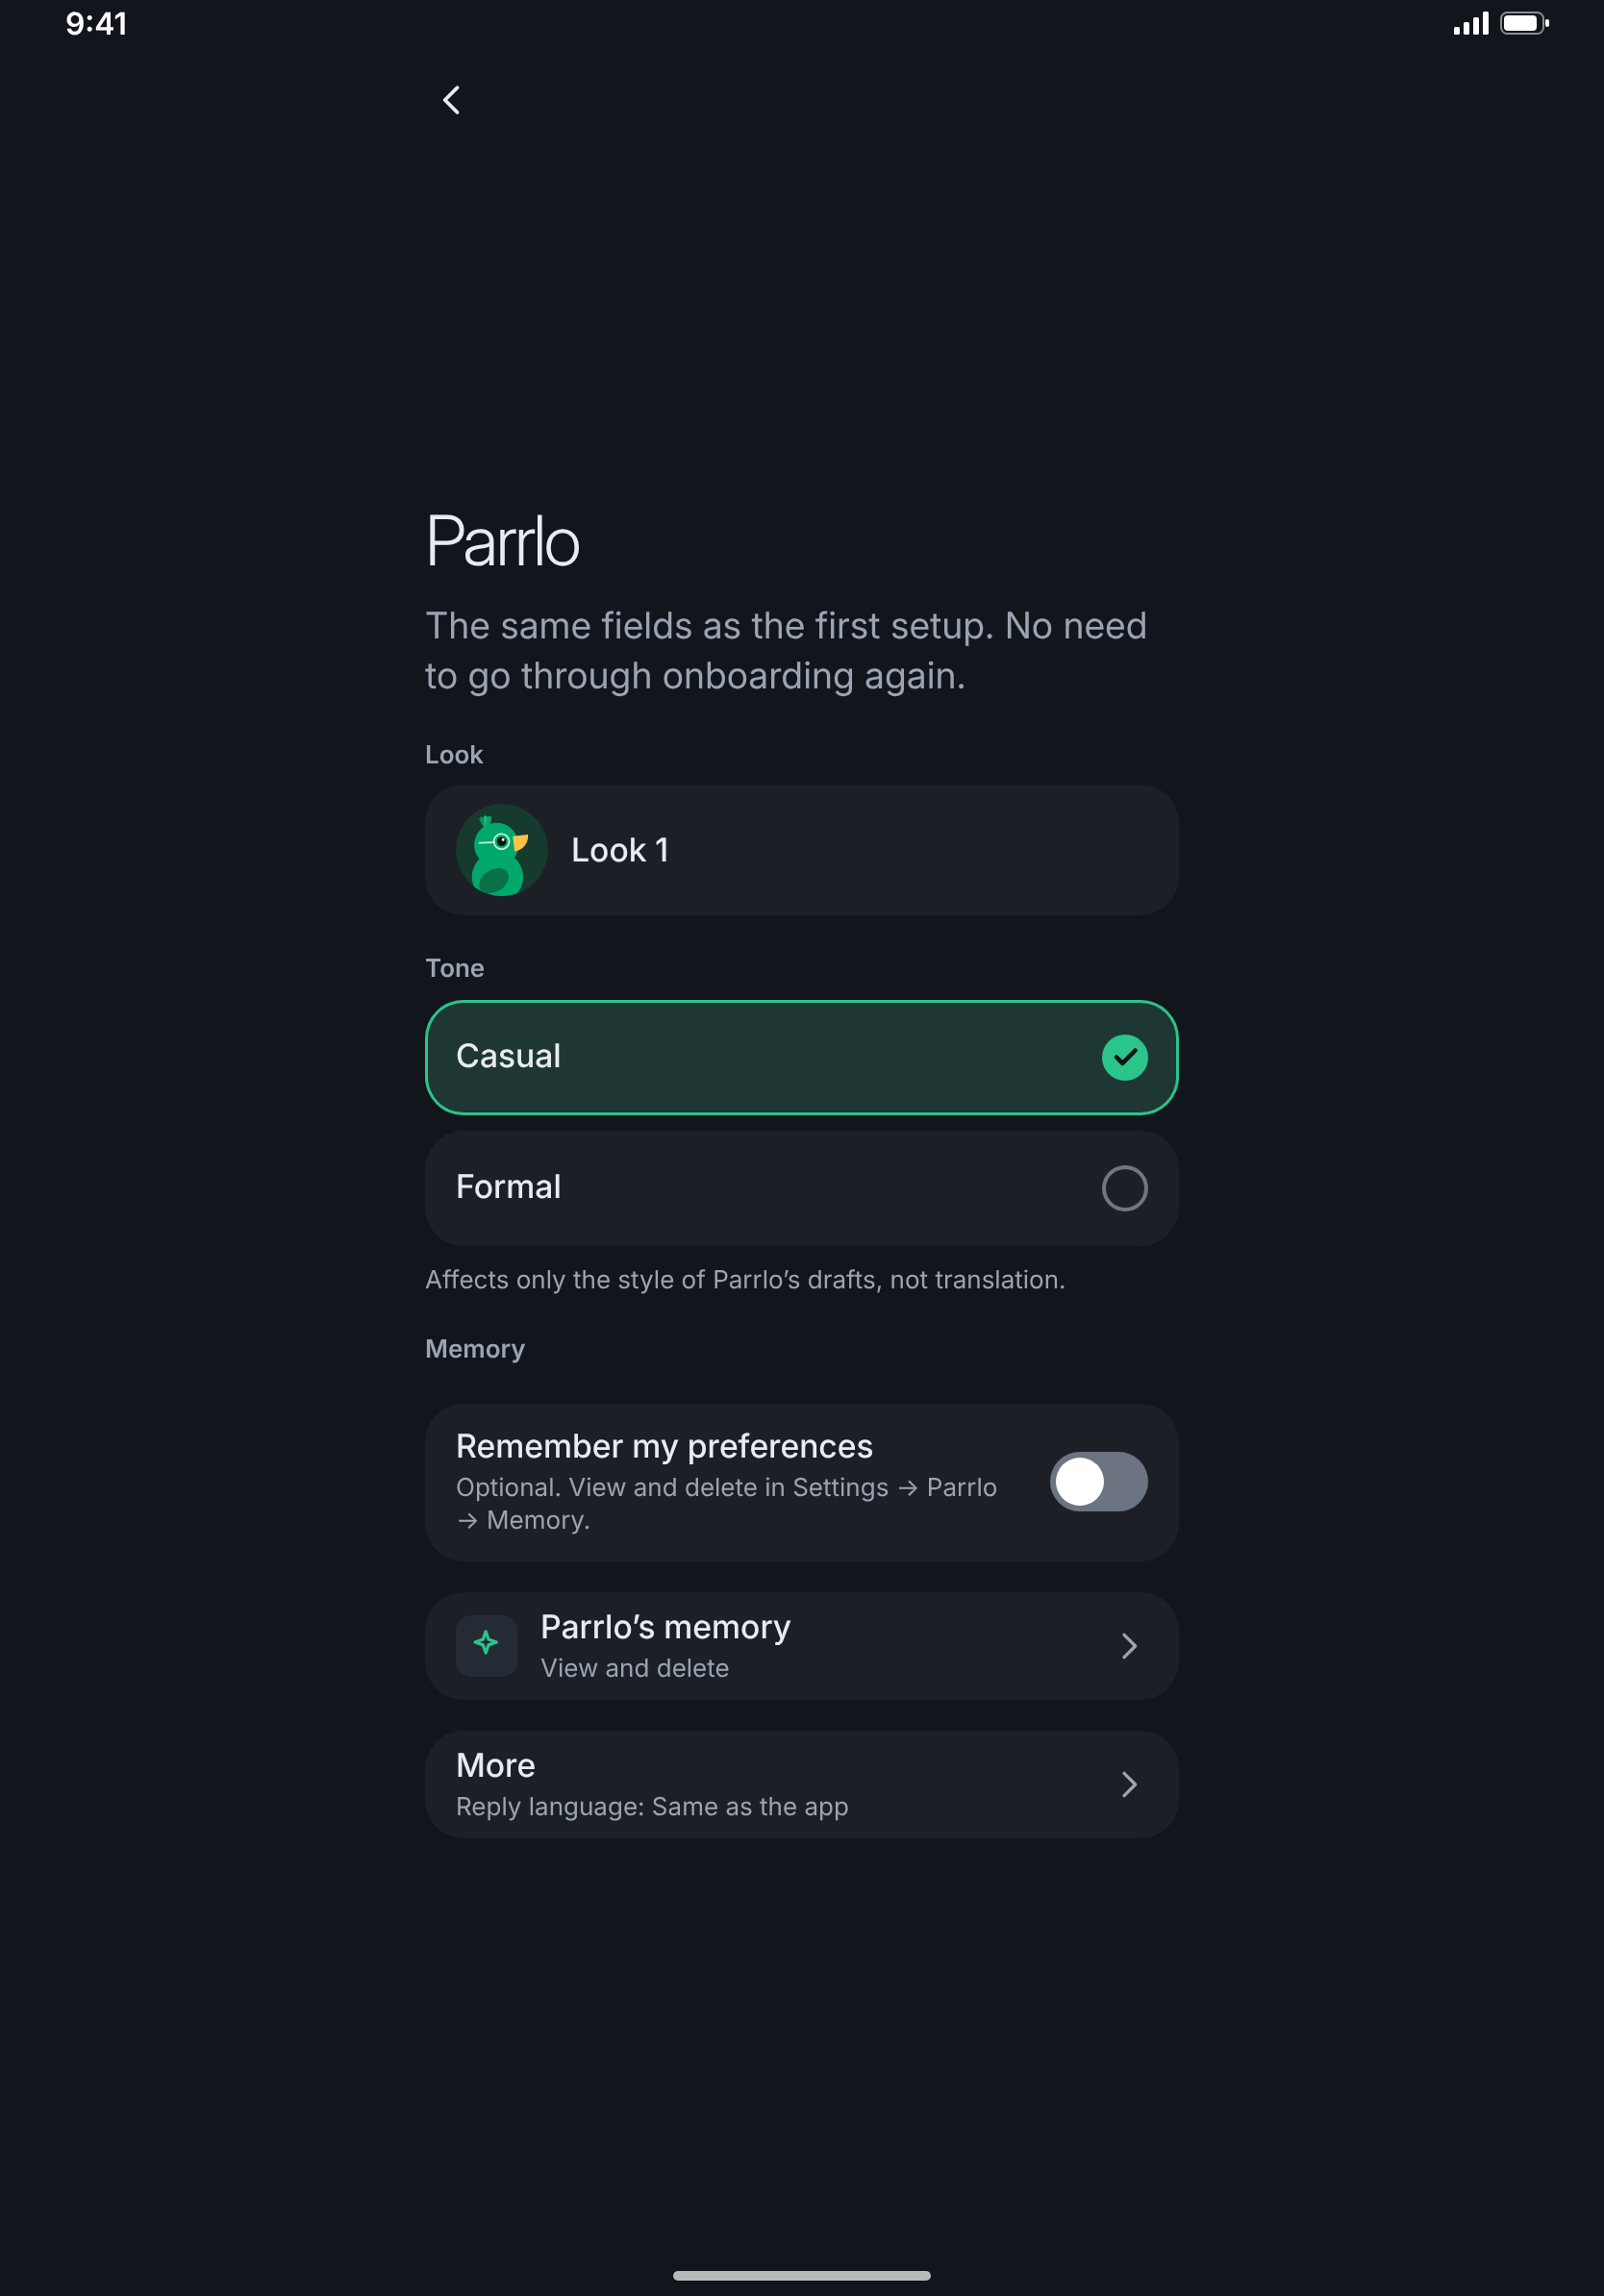 9:41
Parrlo
The same fields as the first setup. No need
to go through onboarding again.
Look
Look 1
Tone
Casual
Formal
Affects only the style of Parrlo’s drafts, not translation.
Memory
Remember my preferences
Optional. View and delete in Settings → Parrlo
→ Memory.
Parrlo’s memory
View and delete
More
Reply language: Same as the app